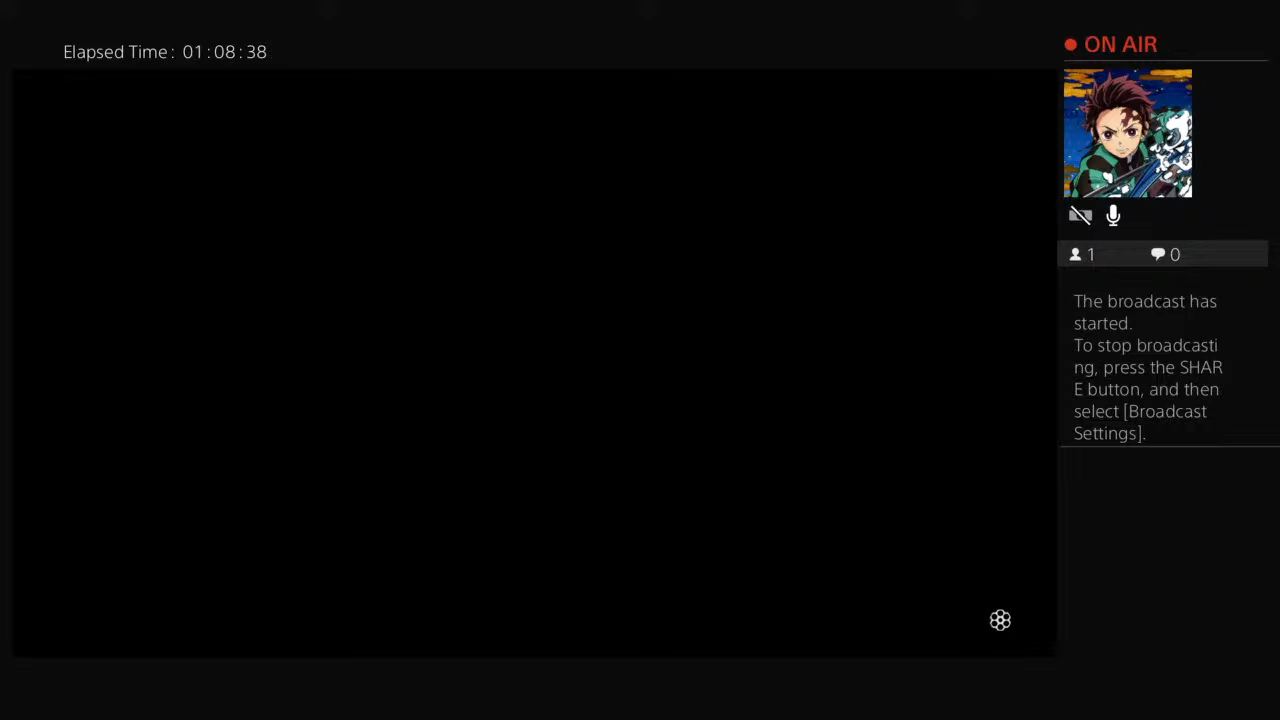 Elapsed Time: 01:08:38
ON AIR
1 0
The broadcast has
started.
To stop broadcasti
ng, press the SHAR
E button, and then
select [Broadcast
Settings].